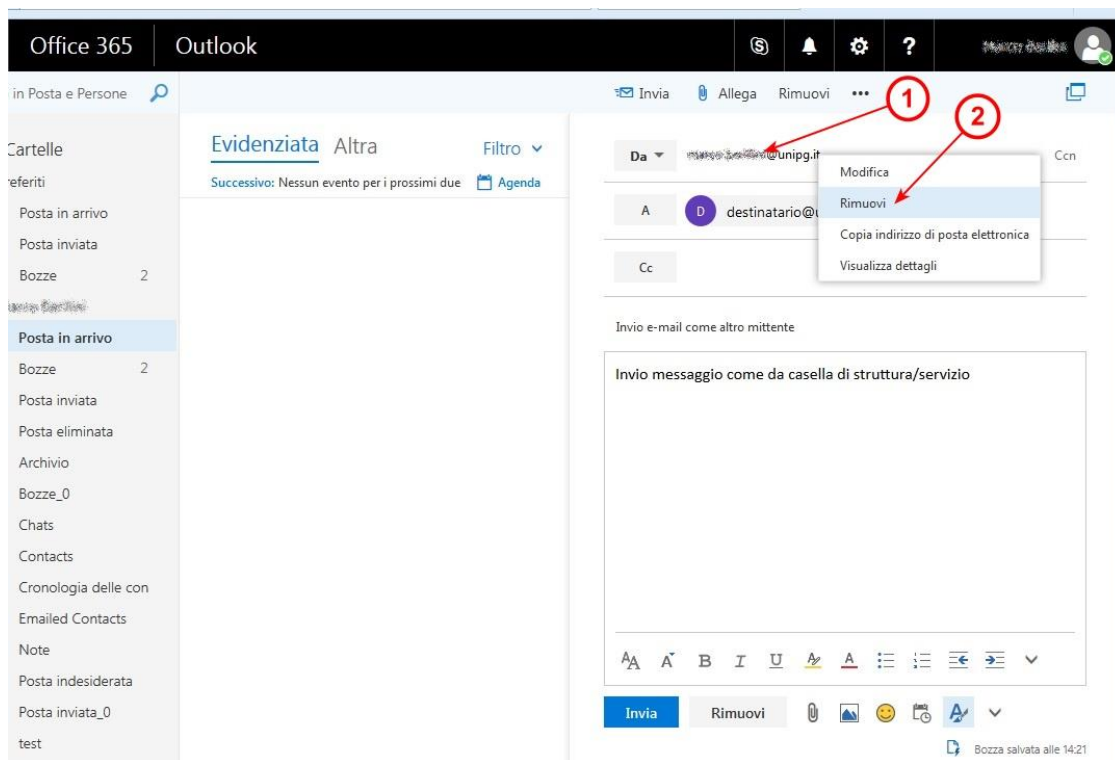 Office 365 Outlook
in Posta e Persone
Invia Allega Rimuovi •••
1
2
Cartelle
Evidenziata Altra Filtro
Successivo: Nessun evento per i prossimi due Agenda
referiti
Posta in arrivo
Posta inviata
Bozze 2
Posta in arrivo
Bozze 2
Posta inviata
Posta eliminata
Archivio
Bozze_0
Chats
Contacts
Cronologia delle con
Emailed Contacts
Note
Posta indesiderata
Posta inviata_0
test
Da @unipg.it Ccn
A D destinatario@u
Cc
Modifica
Rimuovi
Copia indirizzo di posta elettronica
Visualizza dettagli
Invio e-mail come altro mittente
Invio messaggio come da casella di struttura/servizio
Invia Rimuovi
Bozza salvata alle 14:21